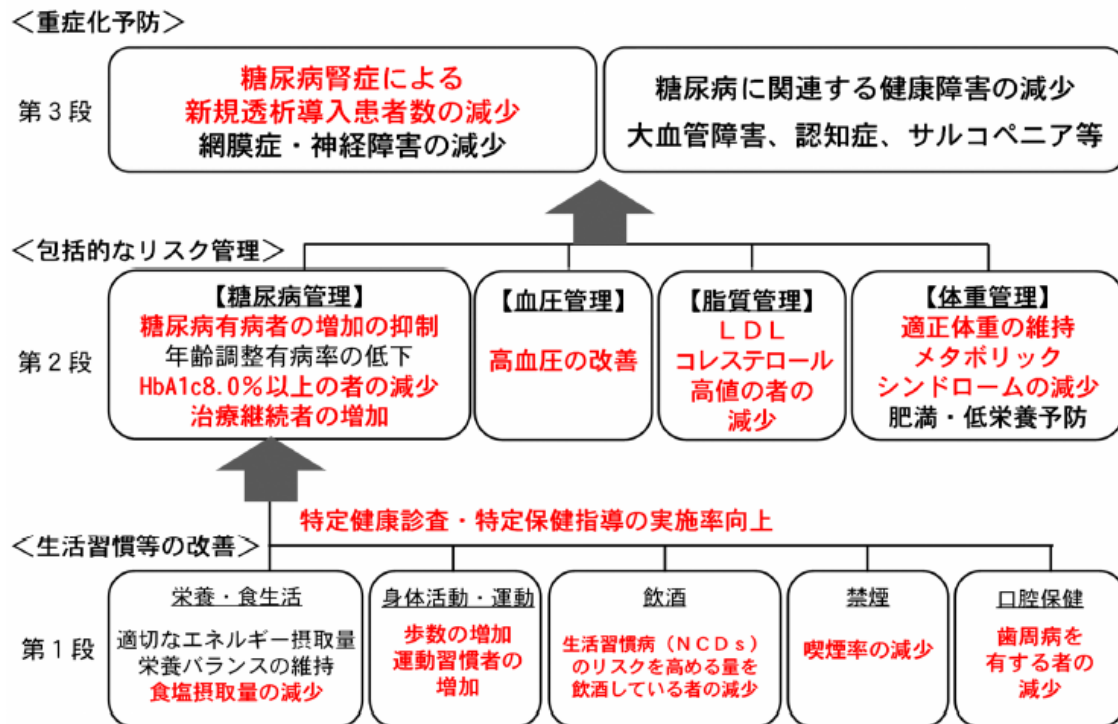 ＜重症化予防＞
第３段
糖尿病腎症による
新規透析導入患者数の減少
網膜症・神経障害の減少
糖尿病に関連する健康障害の減少
大血管障害、認知症、サルコペニア等
＜包括的なリスク管理＞
第２段
【糖尿病管理】
糖尿病有病者の増加の抑制
年齢調整有病率の低下
HbA1c8.0％以上の者の減少
治療継続者の増加
【血圧管理】
高血圧の改善
【脂質管理】
ＬＤＬ
コレステロール
高値の者の
減少
【体重管理】
適正体重の維持
メタボリック
シンドロームの減少
肥満・低栄養予防
特定健康診査・特定保健指導の実施率向上
＜生活習慣等の改善＞
第１段
栄養・食生活
適切なエネルギー摂取量
栄養バランスの維持
食塩摂取量の減少
身体活動・運動
歩数の増加
運動習慣者の
増加
飲酒
生活習慣病（ＮＣＤｓ）
のリスクを高める量を
飲酒している者の減少
禁煙
喫煙率の減少
口腔保健
歯周病を
有する者の
減少